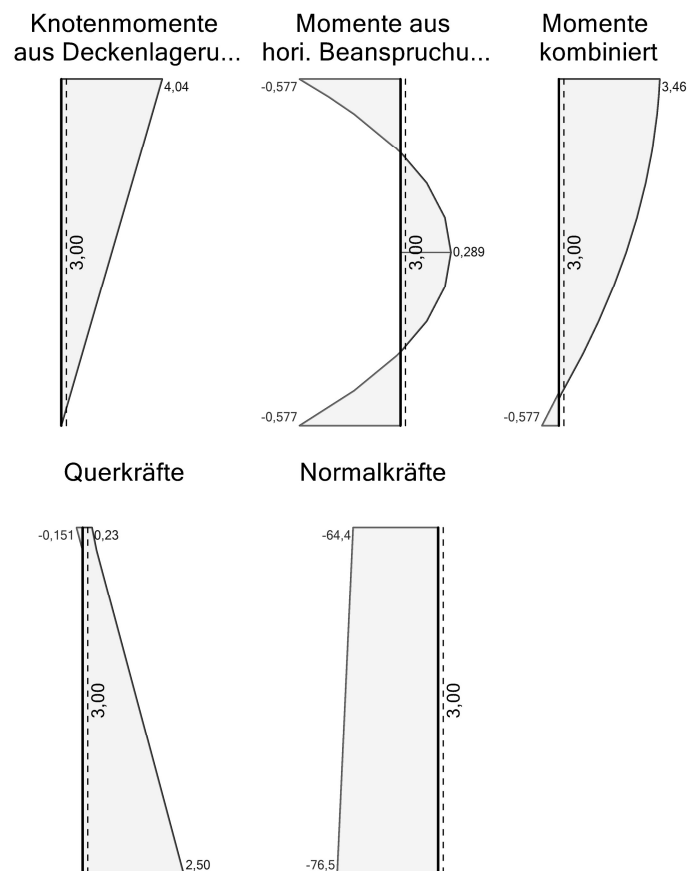 Knotenmomente
aus Deckenlageru...
4,04
3,00
Momente aus
hori. Beanspruchu...
-0,577
3,00
0,289
-0,577
Momente
kombiniert
3,46
3,00
-0,577
Querkräfte
-0,151
0,23
3,00
2,50
Normalkräfte
-64,4
3,00
-76,5